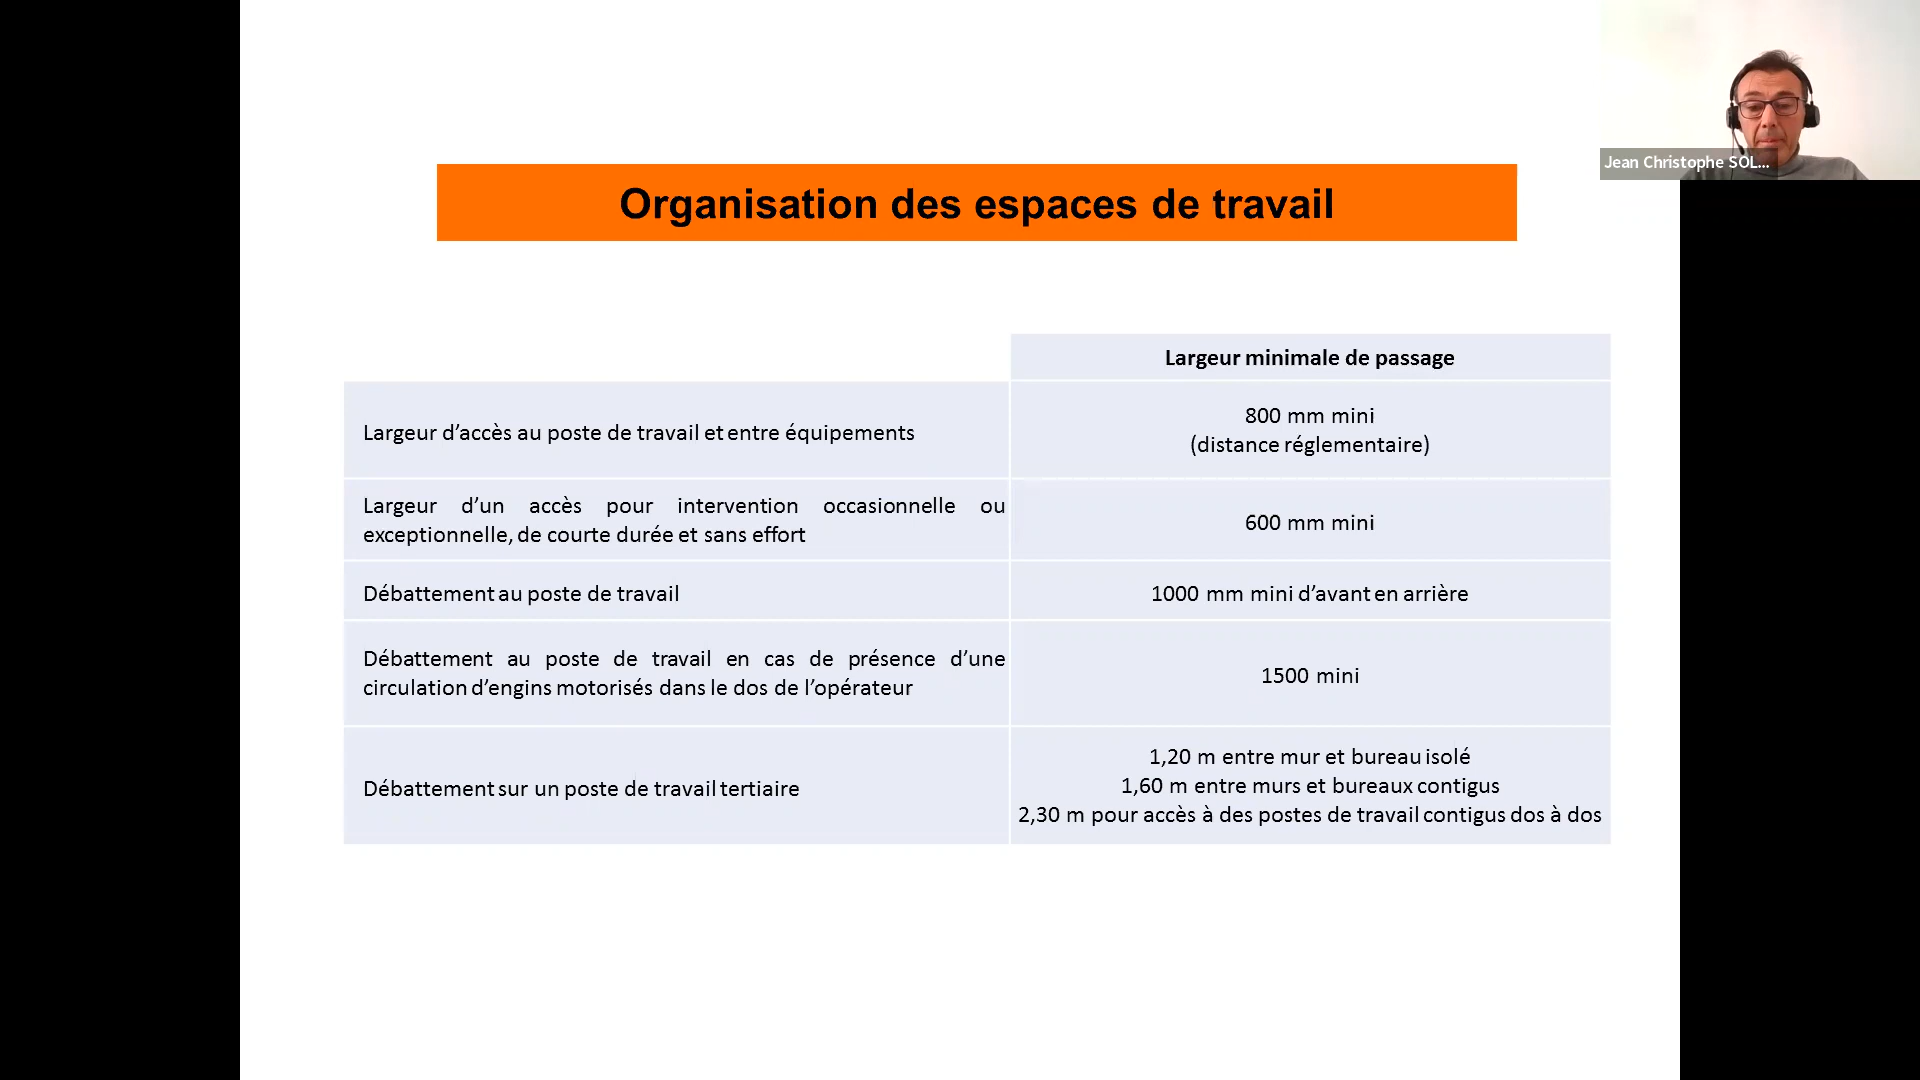 Jean Christophe SOL...
Organisation des espaces de travail
Largeur minimale de passage
Largeur d’accès au poste de travail et entre équipements
800 mm mini
(distance réglementaire)
Largeur d’un accès pour intervention occasionnelle ou
exceptionnelle, de courte durée et sans effort
600 mm mini
Débattement au poste de travail
1000 mm mini d’avant en arrière
Débattement au poste de travail en cas de présence d’une
circulation d’engins motorisés dans le dos de l’opérateur
1500 mini
Débattement sur un poste de travail tertiaire
1,20 m entre mur et bureau isolé
1,60 m entre murs et bureaux contigus
2,30 m pour accès à des postes de travail contigus dos à dos